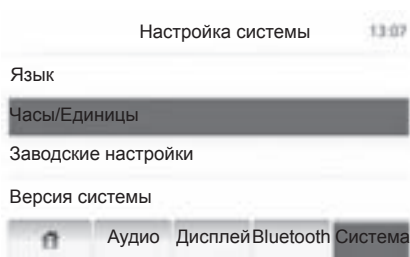 Настройка системы 13:07
Язык
Часы/Единицы
Заводские настройки
Версия системы
Аудио Дисплей Bluetooth Система